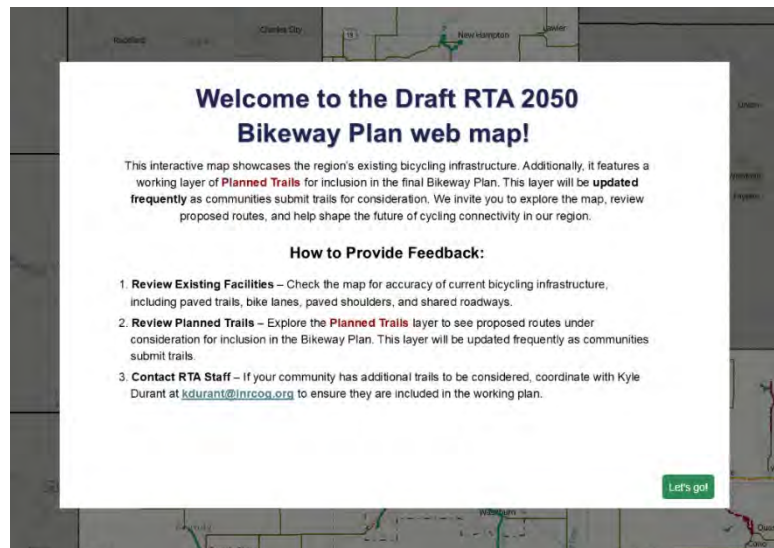 Charles City
New Hampton
Welcome to the Draft RTA 2050
Bikeway Plan web map!
This interactive map showcases the region's existing bicycling infrastructure. Additionally, it features a
working layer of Planned Trails for inclusion in the final Bikeway Plan. This layer will be updated
frequently as communities submit trails for consideration. We invite you to explore the map, review
proposed routes, and help shape the future of cycling connectivity in our region.
How to Provide Feedback:
1. Review Existing Facilities – Check the map for accuracy of current bicycling infrastructure,
including paved trails, bike lanes, paved shoulders, and shared roadways.
2. Review Planned Trails – Explore the Planned Trails layer to see proposed routes under
consideration for inclusion in the Bikeway Plan. This layer will be updated frequently as communities
submit trails.
3. Contact RTA Staff – If your community has additional trails to be considered, coordinate with Kyle
Durant at kdurant@inrcog.org to ensure they are included in the working plan.
Let's go!